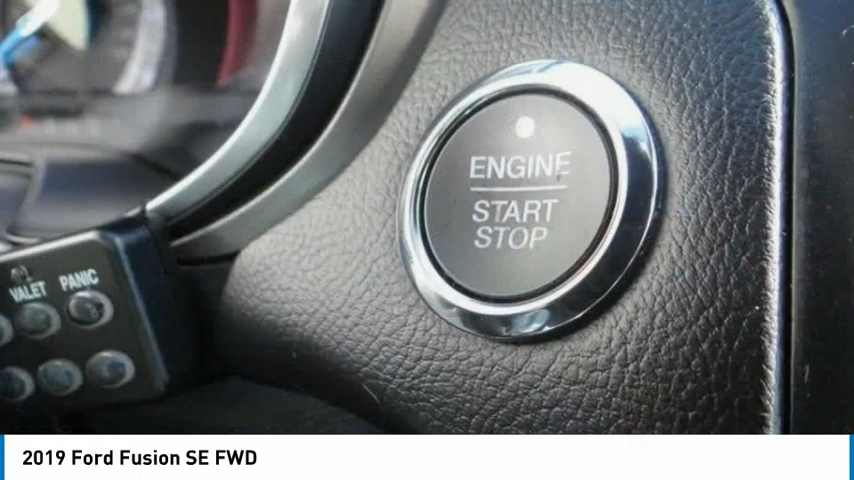 ENGINE
START
STOP
VALET PANIC
2019 Ford Fusion SE FWD